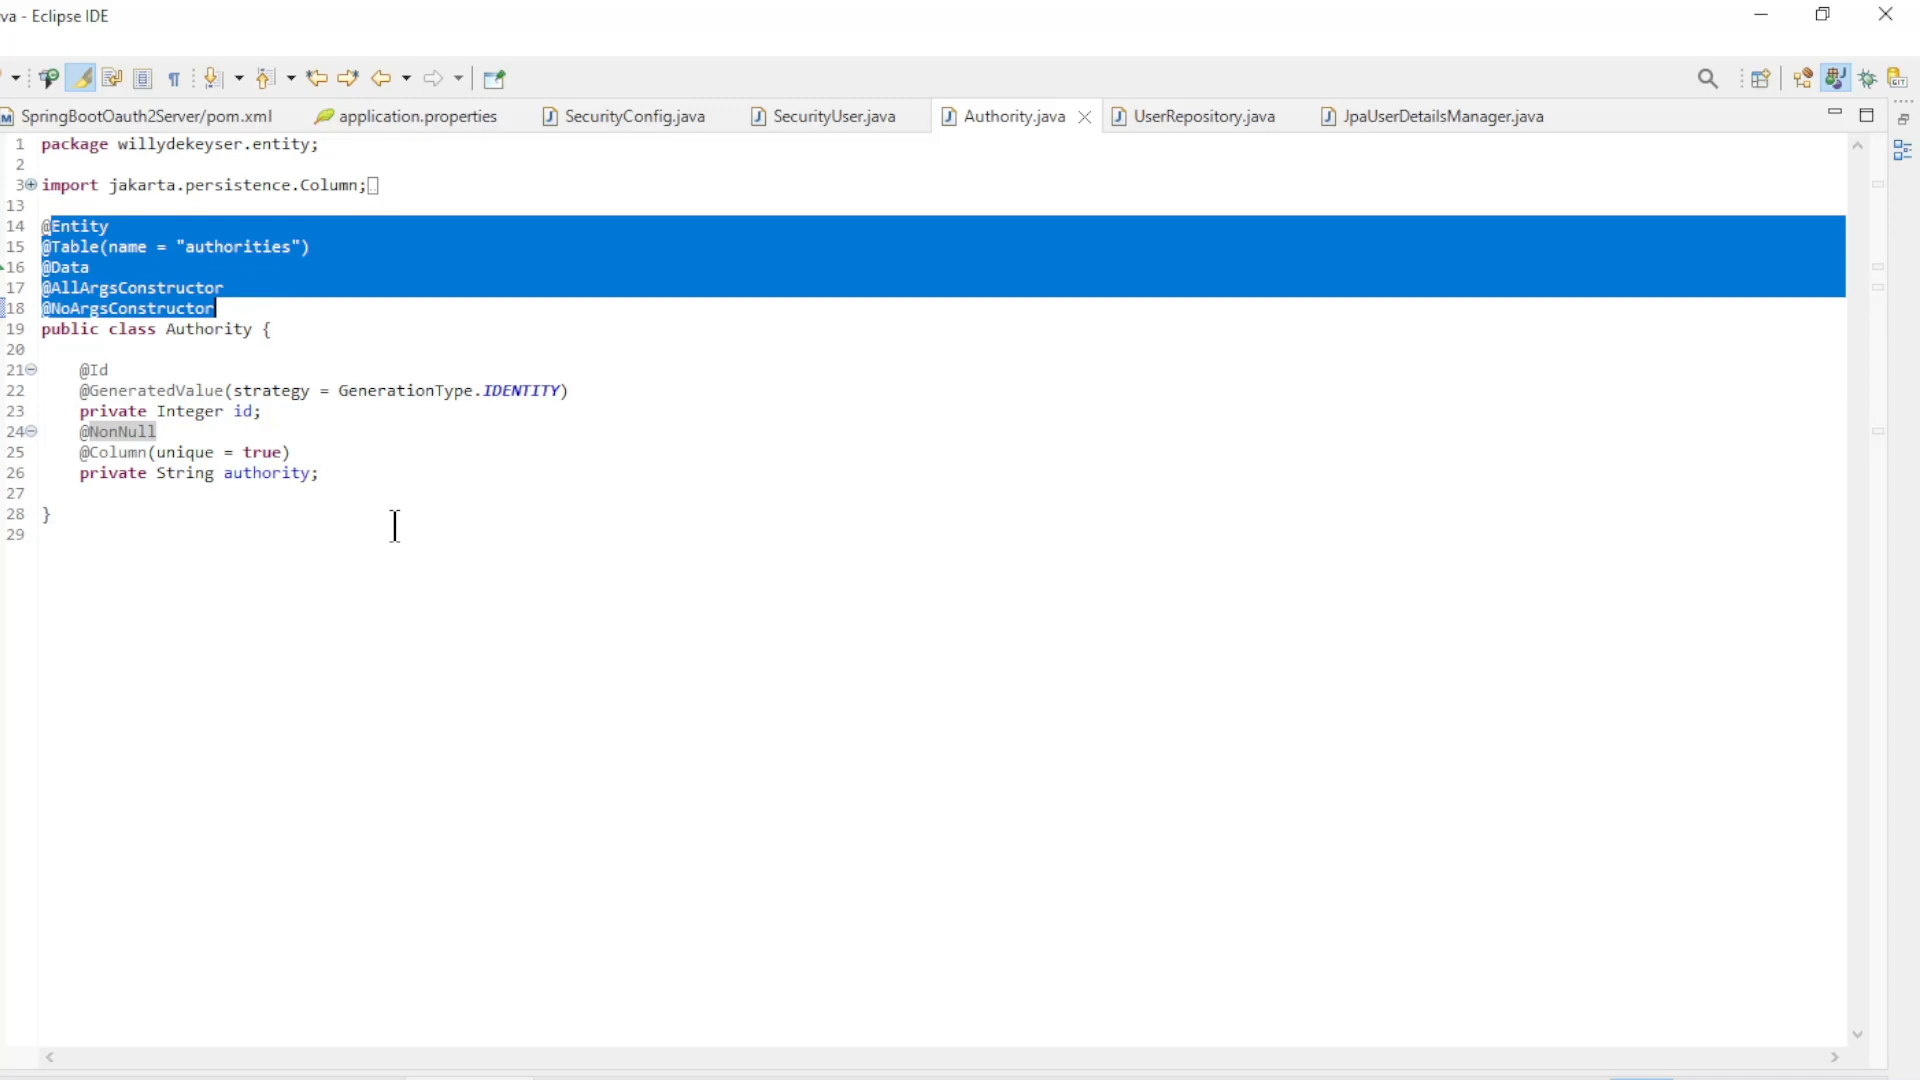 va - Eclipse IDE
SpringBootOauth2Server/pom.xml
application.properties
SecurityConfig.java
SecurityUser.java
Authority.java
UserRepository.java
JpaUserDetailsManager.java
1 package willydekeyser.entity;
2
3 import jakarta.persistence.Column;
13
14 @Entity
15 @Table(name = "authorities")
16 @Data
17 @AllArgsConstructor
18 @NoArgsConstructor
19 public class Authority {
20
21 @Id
22 @GeneratedValue(strategy = GenerationType.IDENTITY)
23 private Integer id;
24 @NonNull
25 @Column(unique = true)
26 private String authority;
27
28 }
29